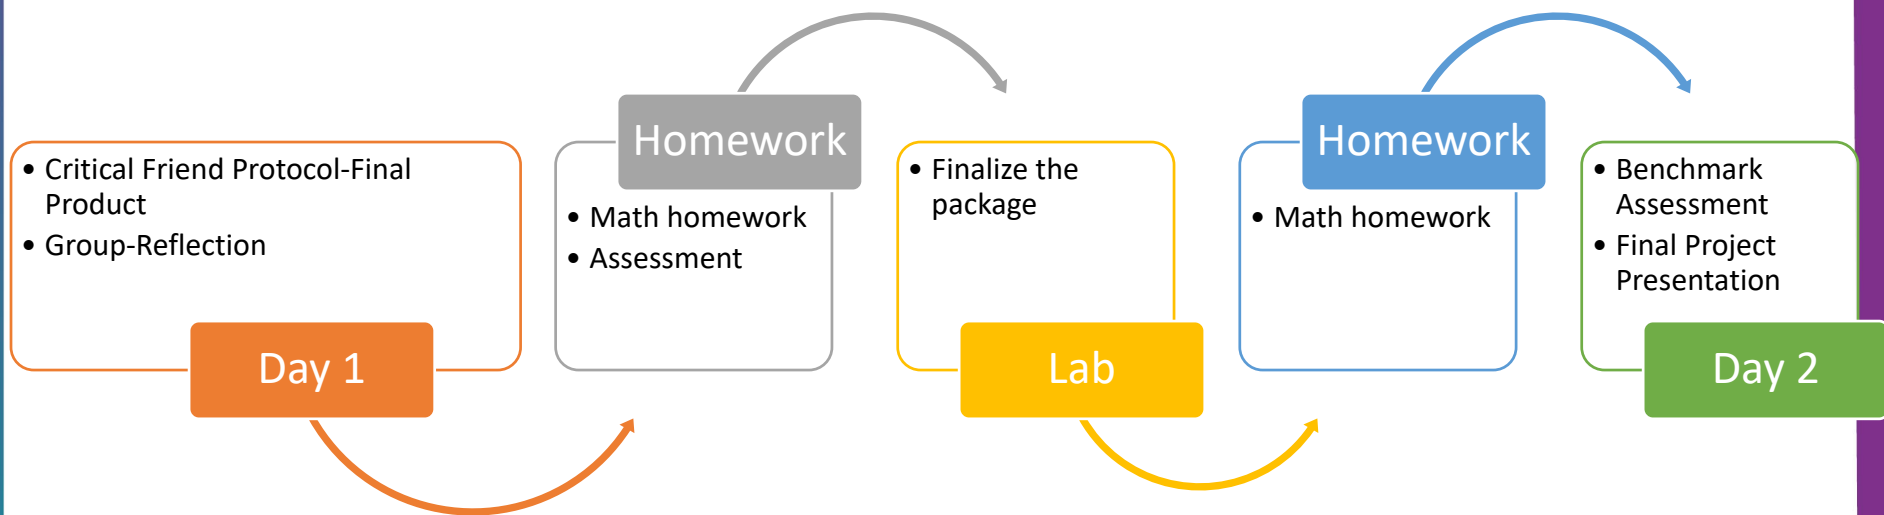 • Critical Friend Protocol-Final
Product
• Group-Reflection
Day 1
Homework
• Math homework
• Assessment
• Finalize the
package
Lab
Homework
• Math homework
• Benchmark
Assessment
• Final Project
Presentation
Day 2